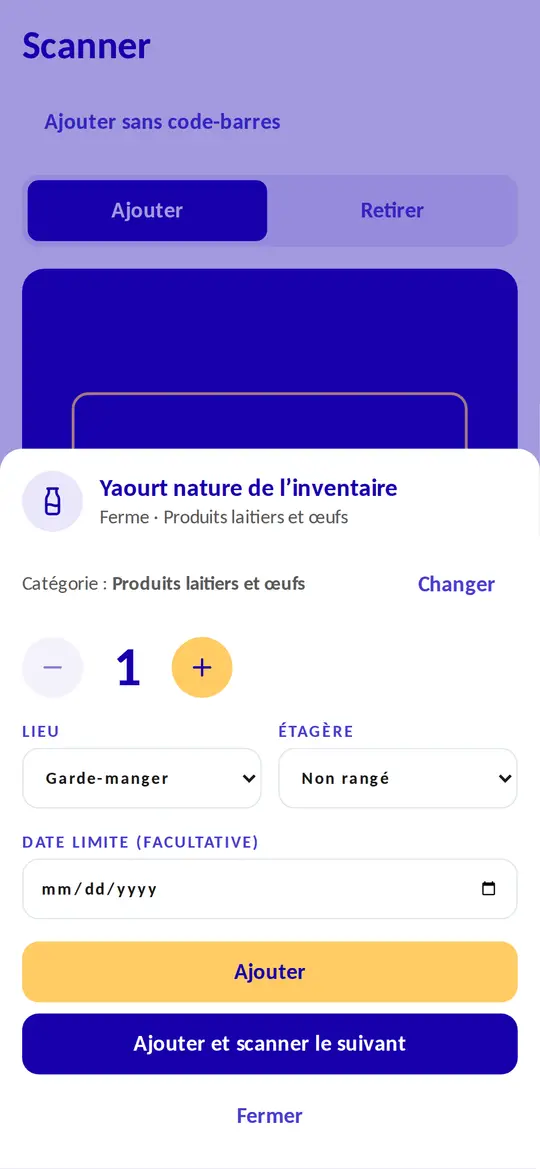 Scanner
Ajouter sans code-barres
Ajouter
Retirer
Yaourt nature de l’inventaire
Ferme · Produits laitiers et œufs
Catégorie : Produits laitiers et œufs
Changer
− 1 +
LIEU
ÉTAGÈRE
Garde-manger
Non rangé
DATE LIMITE (FACULTATIVE)
mm/dd/yyyy
Ajouter
Ajouter et scanner le suivant
Fermer